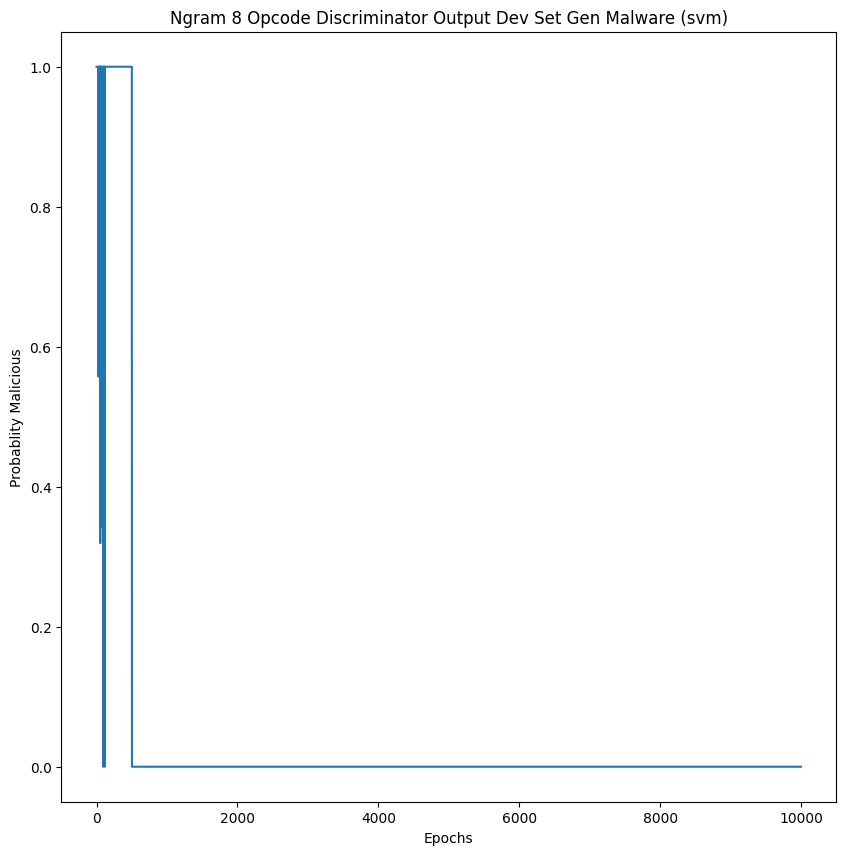 Ngram 8 Opcode Discriminator Output Dev Set Gen Malware (svm)
1.0
0.8
0.6
0.4
0.2
0.0
Probablity Malicious
0 2000 4000 6000 8000 10000
Epochs